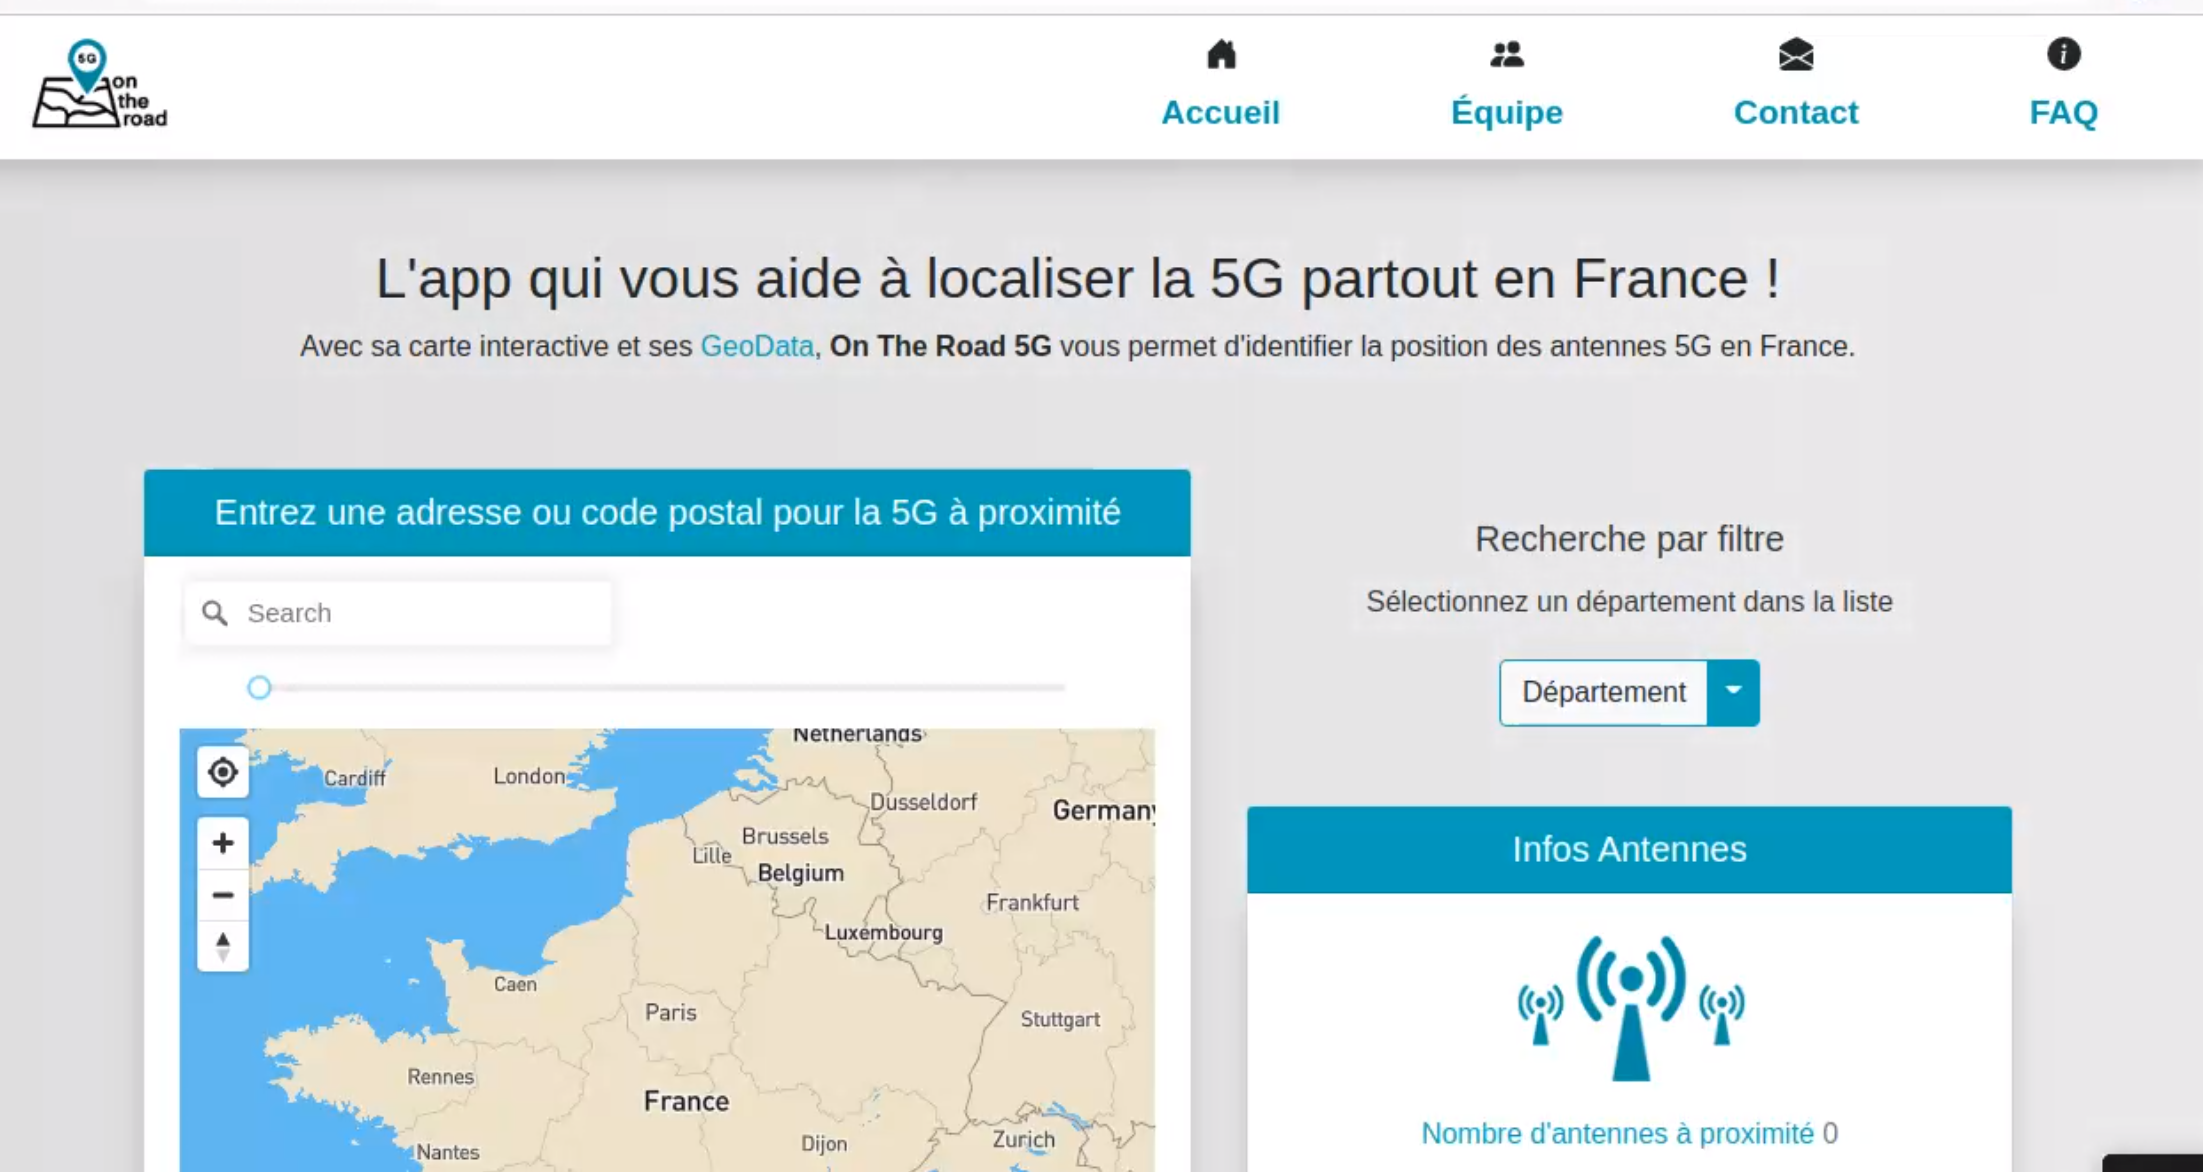 5G
on
the
road
Accueil
Équipe
Contact
FAQ
L'app qui vous aide à localiser la 5G partout en France !
Avec sa carte interactive et ses GeoData, On The Road 5G vous permet d'identifier la position des antennes 5G en France.
Entrez une adresse ou code postal pour la 5G à proximité
Search
Recherche par filtre
Sélectionnez un département dans la liste
Département
Netherlands
Cardiff
London
Dusseldorf
Germany
Brussels
Lille
Belgium
Frankfurt
Luxembourg
Caen
Paris
Stuttgart
Rennes
France
Nantes
Dijon
Zurich
Infos Antennes
Nombre d'antennes à proximité 0